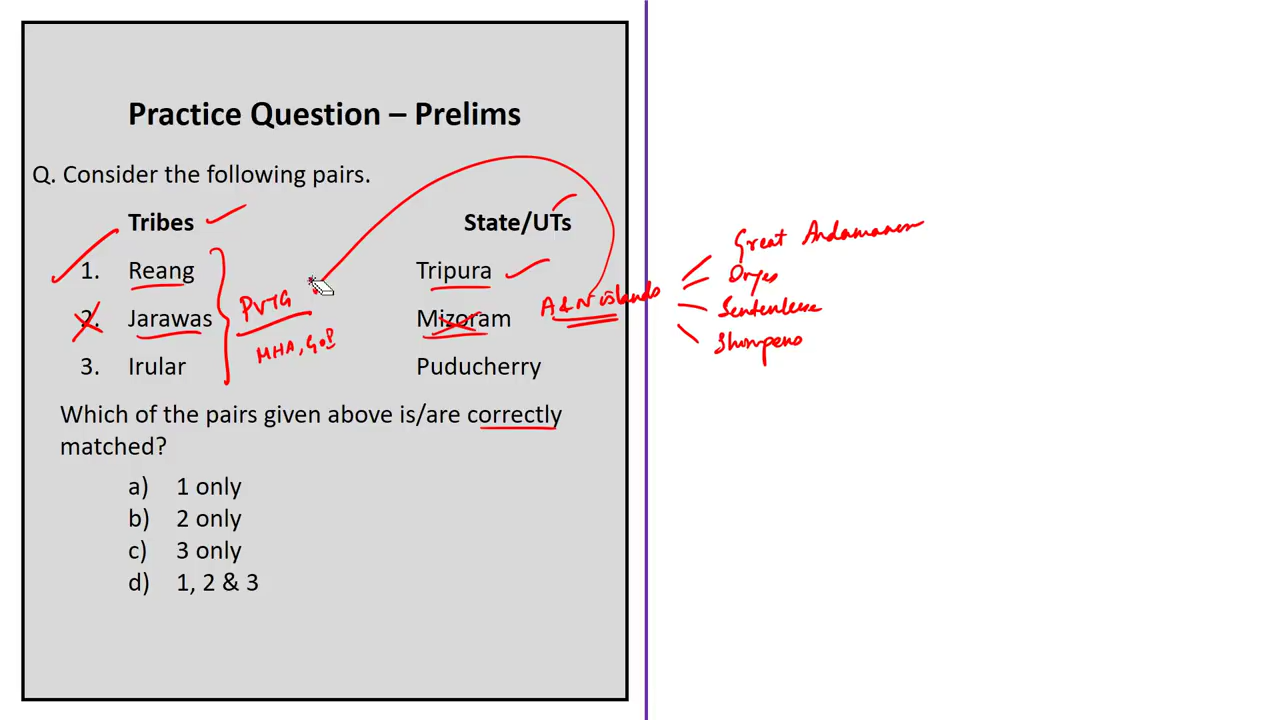 Practice Question – Prelims
Q. Consider the following pairs.
Tribes State/UTs
1. Reang Tripura
2. Jarawas Mizoram
3. Irular Puducherry
PVTG
MHA, GoI
A & N islands
Great Andamanese
Onges
Sentenlese
Shompens
Which of the pairs given above is/are correctly
matched?
a) 1 only
b) 2 only
c) 3 only
d) 1, 2 & 3